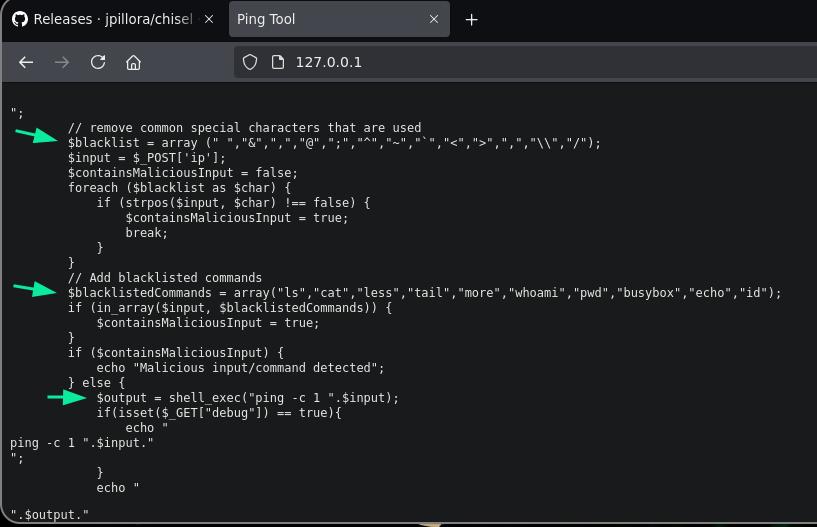 Releases · jpillora/chisel
Ping Tool
127.0.0.1
";
// remove common special characters that are used
$blacklist = array (" ","&",",","@",";","^","~","`","<",">",",","\\","/");
$input = $_POST['ip'];
$containsMaliciousInput = false;
foreach ($blacklist as $char) {
if (strpos($input, $char) !== false) {
$containsMaliciousInput = true;
break;
}
}
// Add blacklisted commands
$blacklistedCommands = array("ls","cat","less","tail","more","whoami","pwd","busybox","echo","id");
if (in_array($input, $blacklistedCommands)) {
$containsMaliciousInput = true;
}
if ($containsMaliciousInput) {
echo "Malicious input/command detected";
} else {
$output = shell_exec("ping -c 1 ".$input);
if(isset($_GET["debug"]) == true){
echo "
ping -c 1 ".$input."
";
}
echo "
".$output."